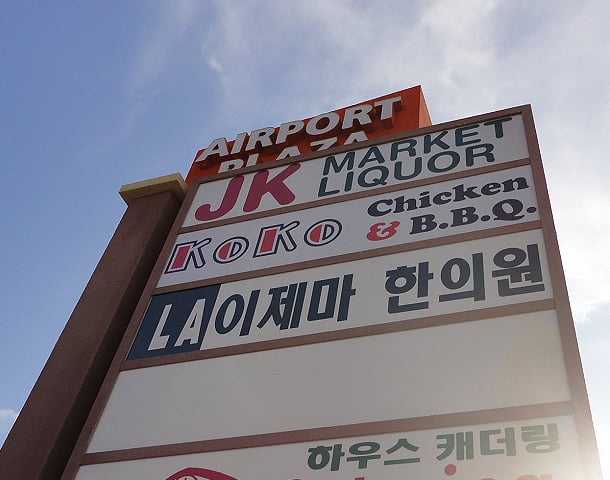 AIRPORT
PLAZA
JK MARKET
LIQUOR
KOKO Chicken
& B.B.Q.
LA이제마 한의원
하우스 캐더링